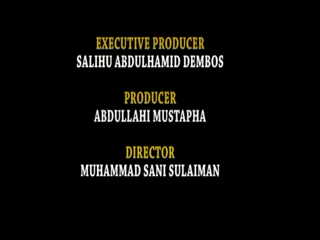 EXECUTIVE PRODUCER
SALIHU ABDULHAMID DEMBOS
PRODUCER
ABDULLAHI MUSTAPHA
DIRECTOR
MUHAMMAD SANI SULAIMAN